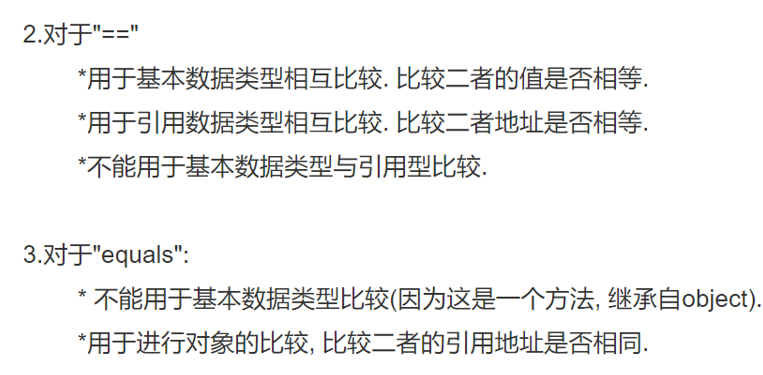 2.对于"=="
*用于基本数据类型相互比较. 比较二者的值是否相等.
*用于引用数据类型相互比较. 比较二者地址是否相等.
*不能用于基本数据类型与引用型比较.
3.对于"equals":
* 不能用于基本数据类型比较(因为这是一个方法, 继承自object).
*用于进行对象的比较, 比较二者的引用地址是否相同.